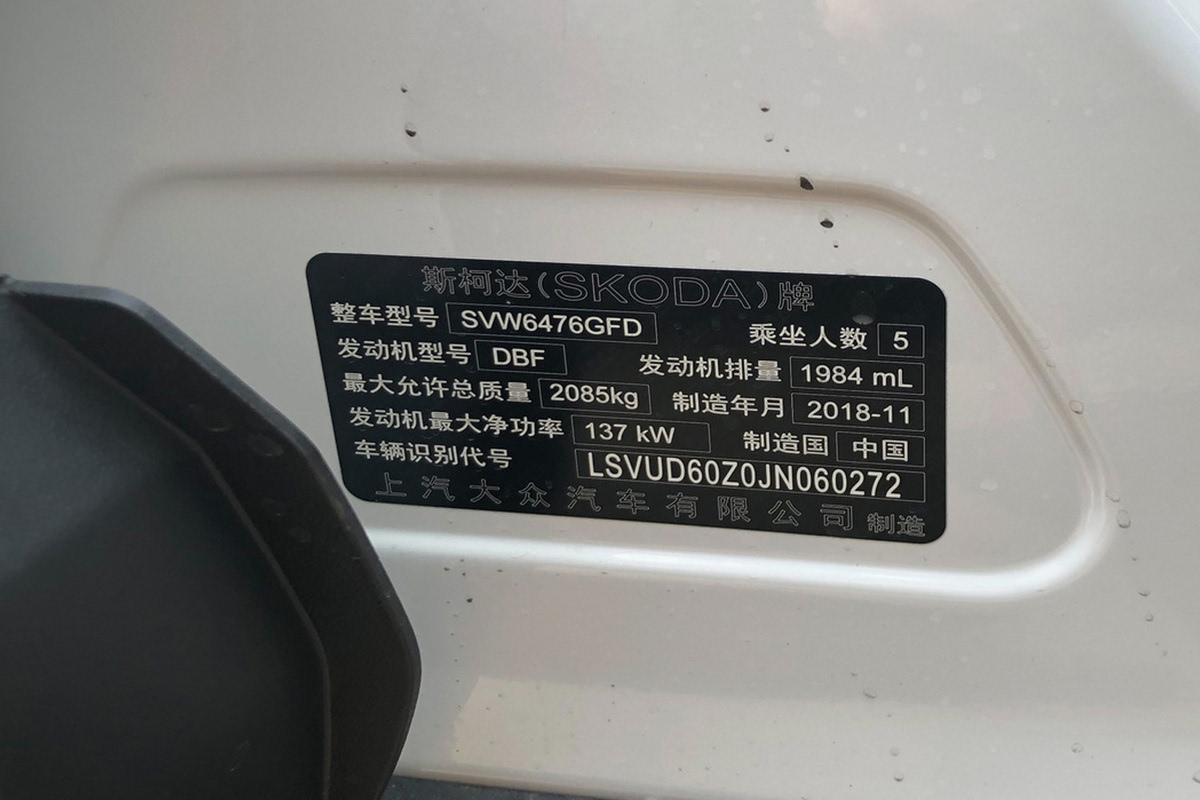 斯柯达(SKODA)牌
整车型号 SVW6476GFD 乘坐人数 5
发动机型号 DBF 发动机排量 1984 mL
最大允许总质量 2085kg 制造年月 2018-11
发动机最大净功率 137 kW 制造国 中国
车辆识别代号 LSVUD60Z0JN060272
上汽大众汽车有限公司 制造